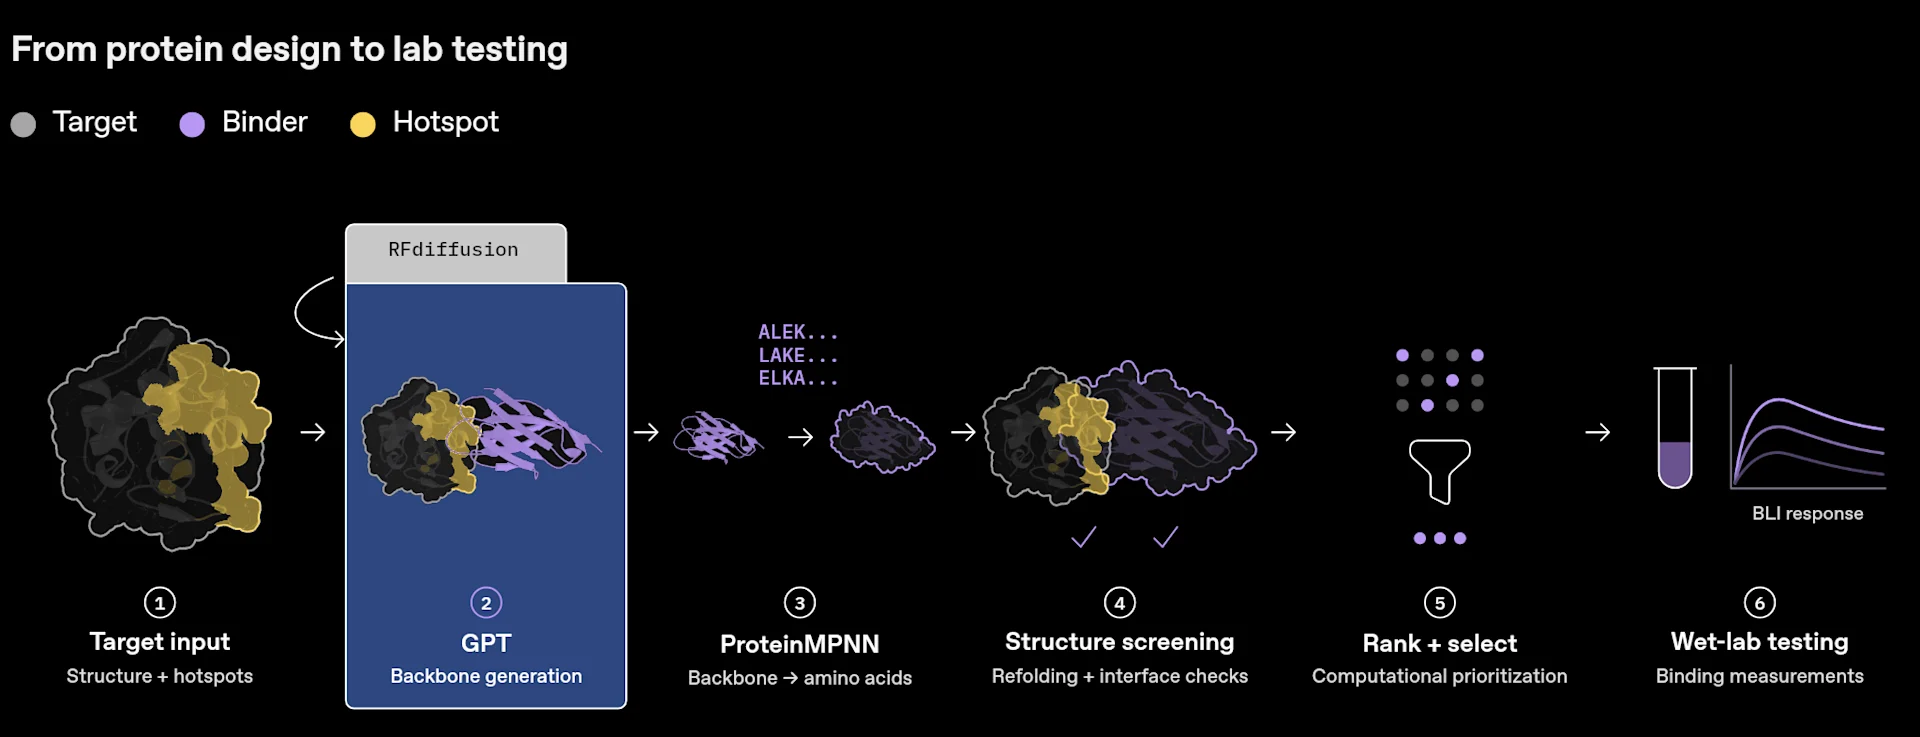 From protein design to lab testing
Target
Binder
Hotspot
RFdiffusion
ALEK...
LAKE...
ELKA...
BLI response
1
Target input
Structure + hotspots
2
GPT
Backbone generation
3
ProteinMPNN
Backbone → amino acids
4
Structure screening
Refolding + interface checks
5
Rank + select
Computational prioritization
6
Wet-lab testing
Binding measurements